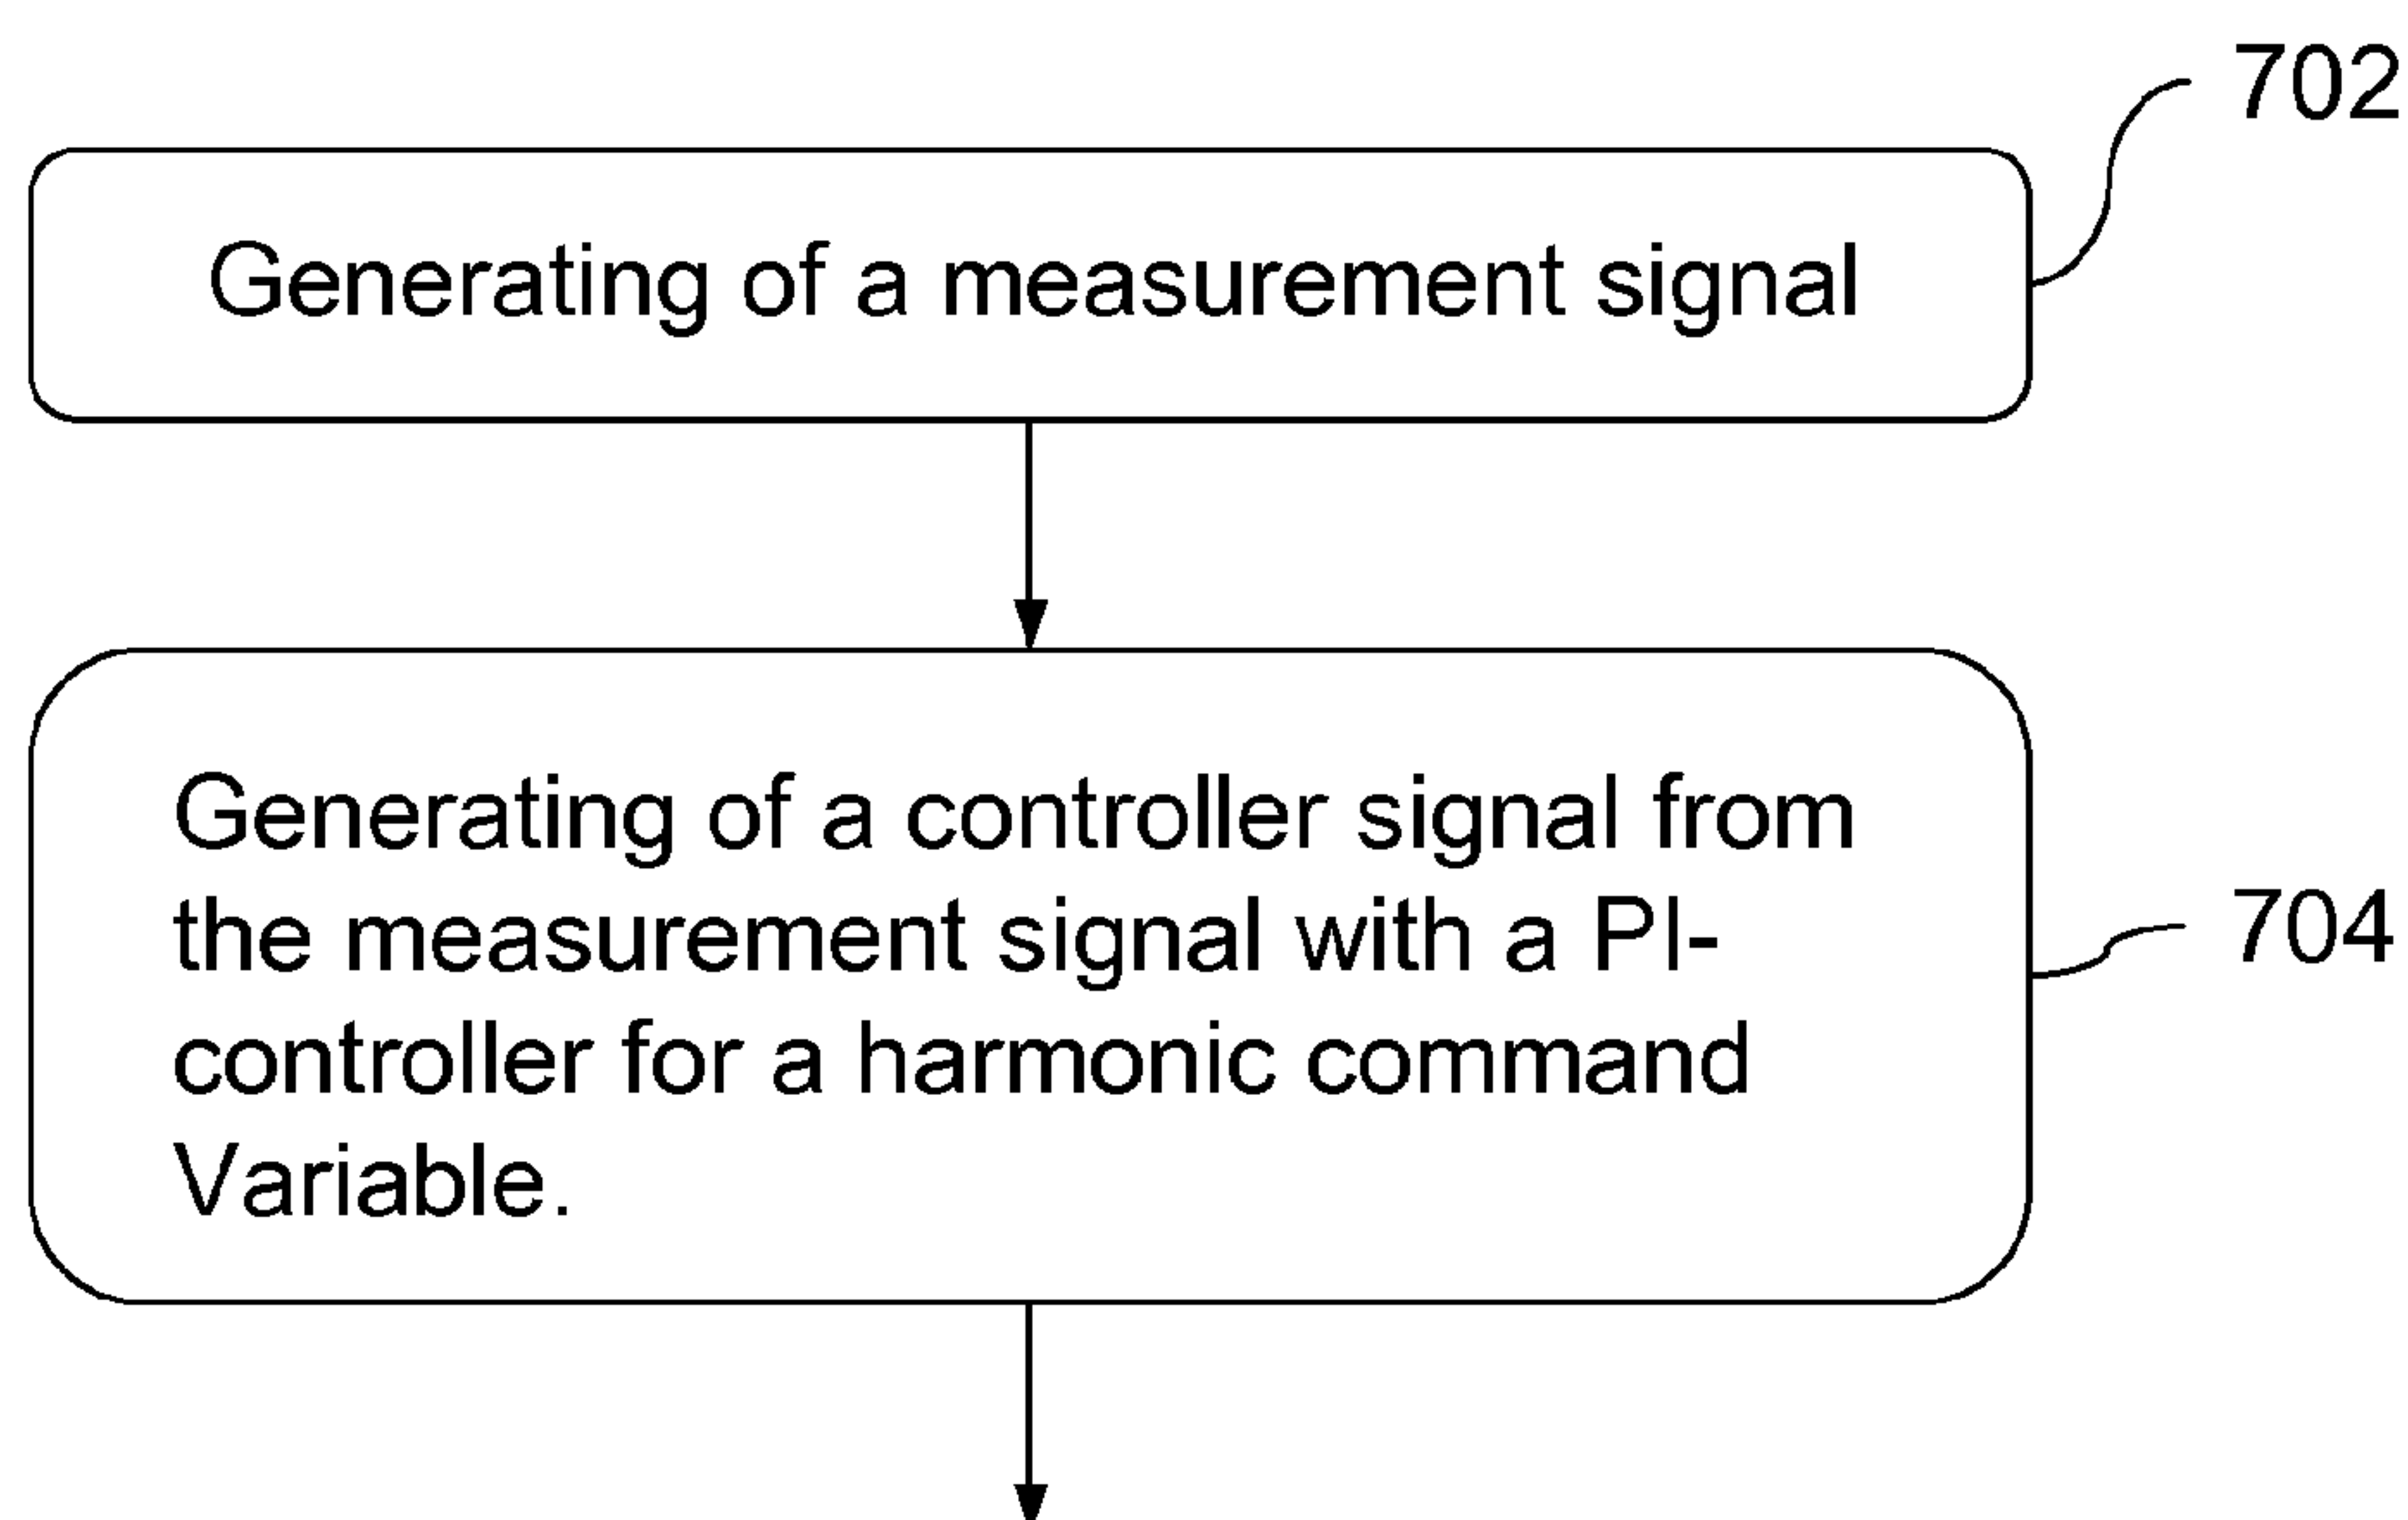 702
Generating of a measurement signal
Generating of a controller signal from
the measurement signal with a PI-
controller for a harmonic command
Variable.
704